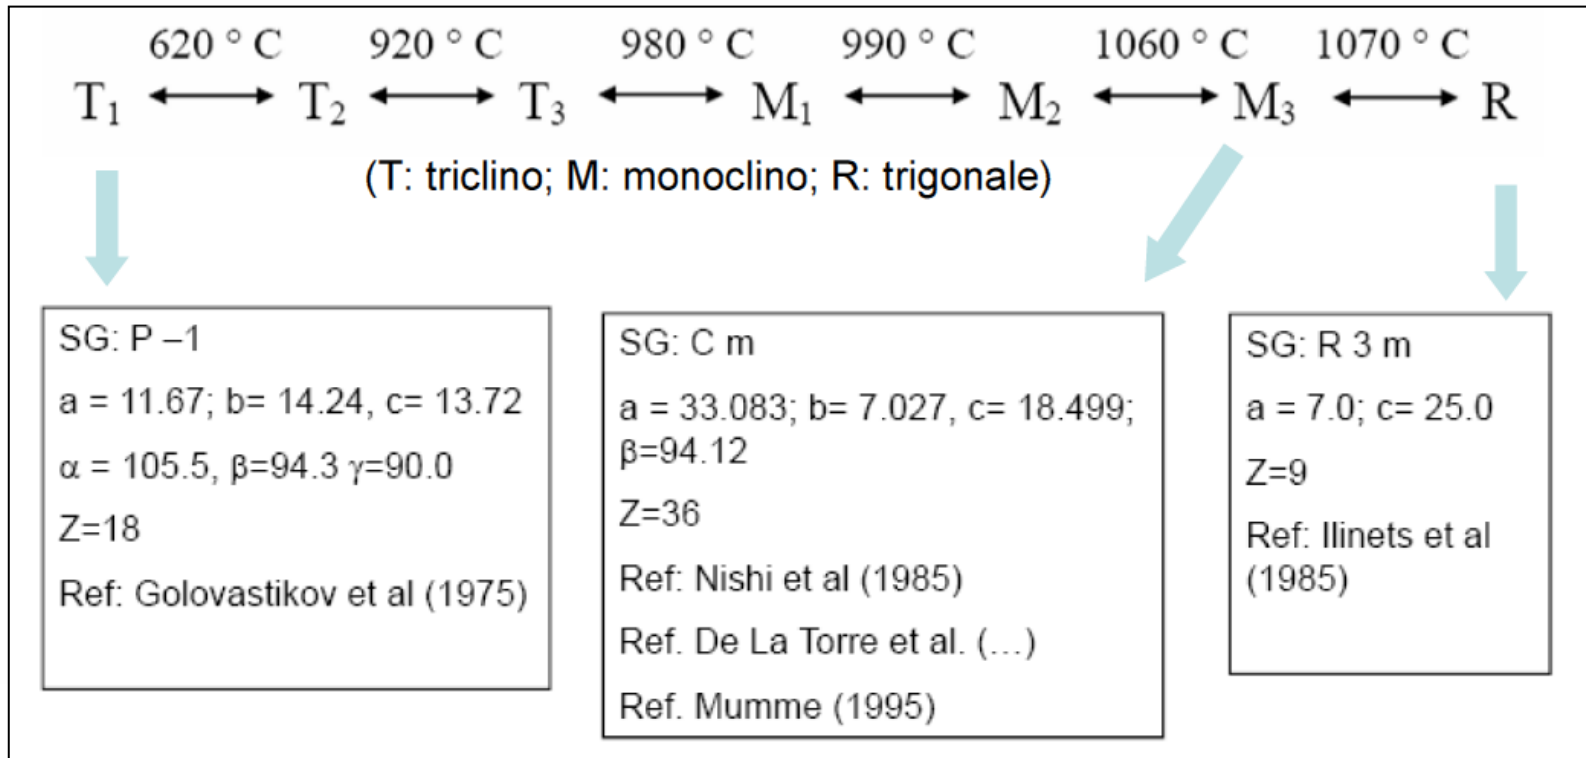 620 ° C 920 ° C 980 ° C 990 ° C 1060 ° C 1070 ° C
T₁ T₂ T₃ M₁ M₂ M₃ R
(T: triclino; M: monoclino; R: trigonale)
SG: P –1
a = 11.67; b= 14.24, c= 13.72
α = 105.5, β=94.3 γ=90.0
Z=18
Ref: Golovastikov et al (1975)
SG: C m
a = 33.083; b= 7.027, c= 18.499;
β=94.12
Z=36
Ref: Nishi et al (1985)
Ref. De La Torre et al. (...)
Ref. Mumme (1995)
SG: R 3 m
a = 7.0; c= 25.0
Z=9
Ref: Ilinets et al
(1985)